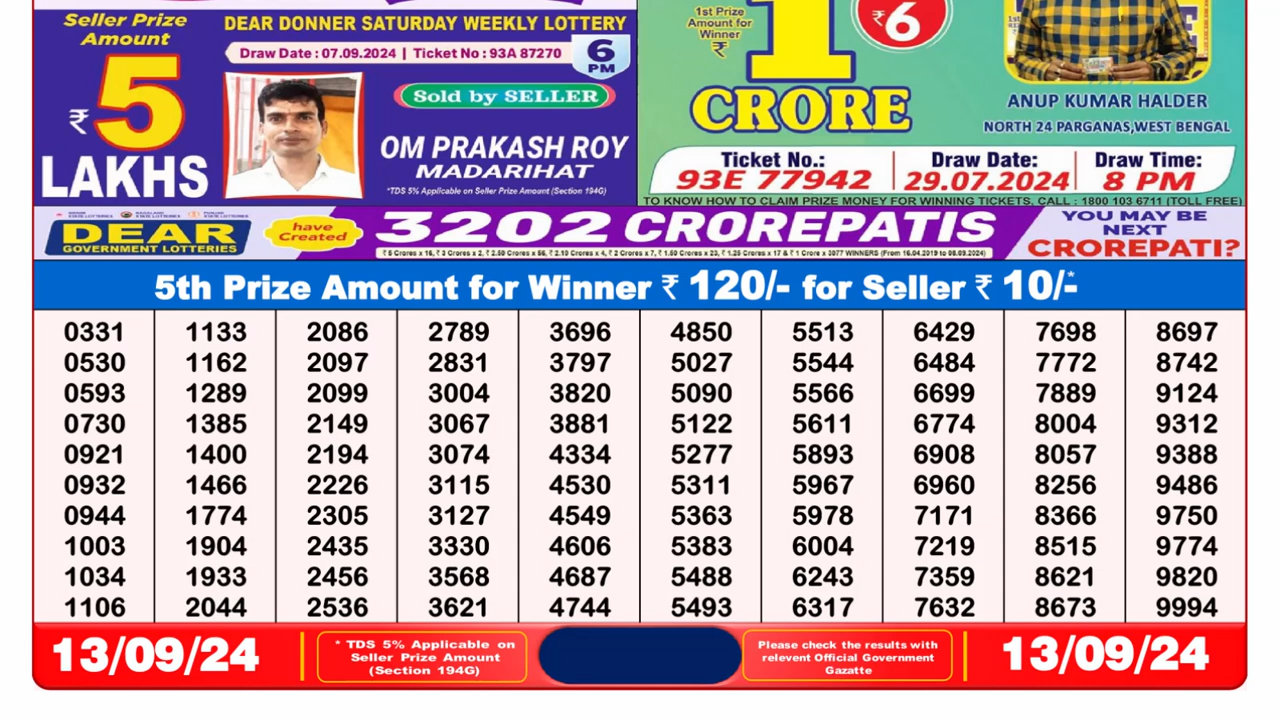 Seller Prize
Amount
₹5
LAKHS
DEAR DONNER SATURDAY WEEKLY LOTTERY
Draw Date : 07.09.2024 | Ticket No : 93A 87270
6
PM
Sold by SELLER
OM PRAKASH ROY
MADARIHAT
*TDS 5% Applicable on Seller Prize Amount (Section 194G)
1st Prize
Amount for
Winner
₹
1
CRORE
₹6
ANUP KUMAR HALDER
NORTH 24 PARGANAS,WEST BENGAL
Ticket No.:
93E 77942
Draw Date:
29.07.2024
Draw Time:
8 PM
TO KNOW HOW TO CLAIM PRIZE MONEY FOR WINNING TICKETS, CALL : 1800 103 6711 (TOLL FREE)
DEAR
GOVERNMENT LOTTERIES
have
Created
3202 CROREPATIS
YOU MAY BE
NEXT
CROREPATI?
5th Prize Amount for Winner ₹ 120/- for Seller ₹ 10/-*
0331 1133 2086 2789 3696 4850 5513 6429 7698 8697
0530 1162 2097 2831 3797 5027 5544 6484 7772 8742
0593 1289 2099 3004 3820 5090 5566 6699 7889 9124
0730 1385 2149 3067 3881 5122 5611 6774 8004 9312
0921 1400 2194 3074 4334 5277 5893 6908 8057 9388
0932 1466 2226 3115 4530 5311 5967 6960 8256 9486
0944 1774 2305 3127 4549 5363 5978 7171 8366 9750
1003 1904 2435 3330 4606 5383 6004 7219 8515 9774
1034 1933 2456 3568 4687 5488 6243 7359 8621 9820
1106 2044 2536 3621 4744 5493 6317 7632 8673 9994
13/09/24
* TDS 5% Applicable on
Seller Prize Amount
(Section 194G)
Please check the results with
relevent Official Government
Gazatte
13/09/24